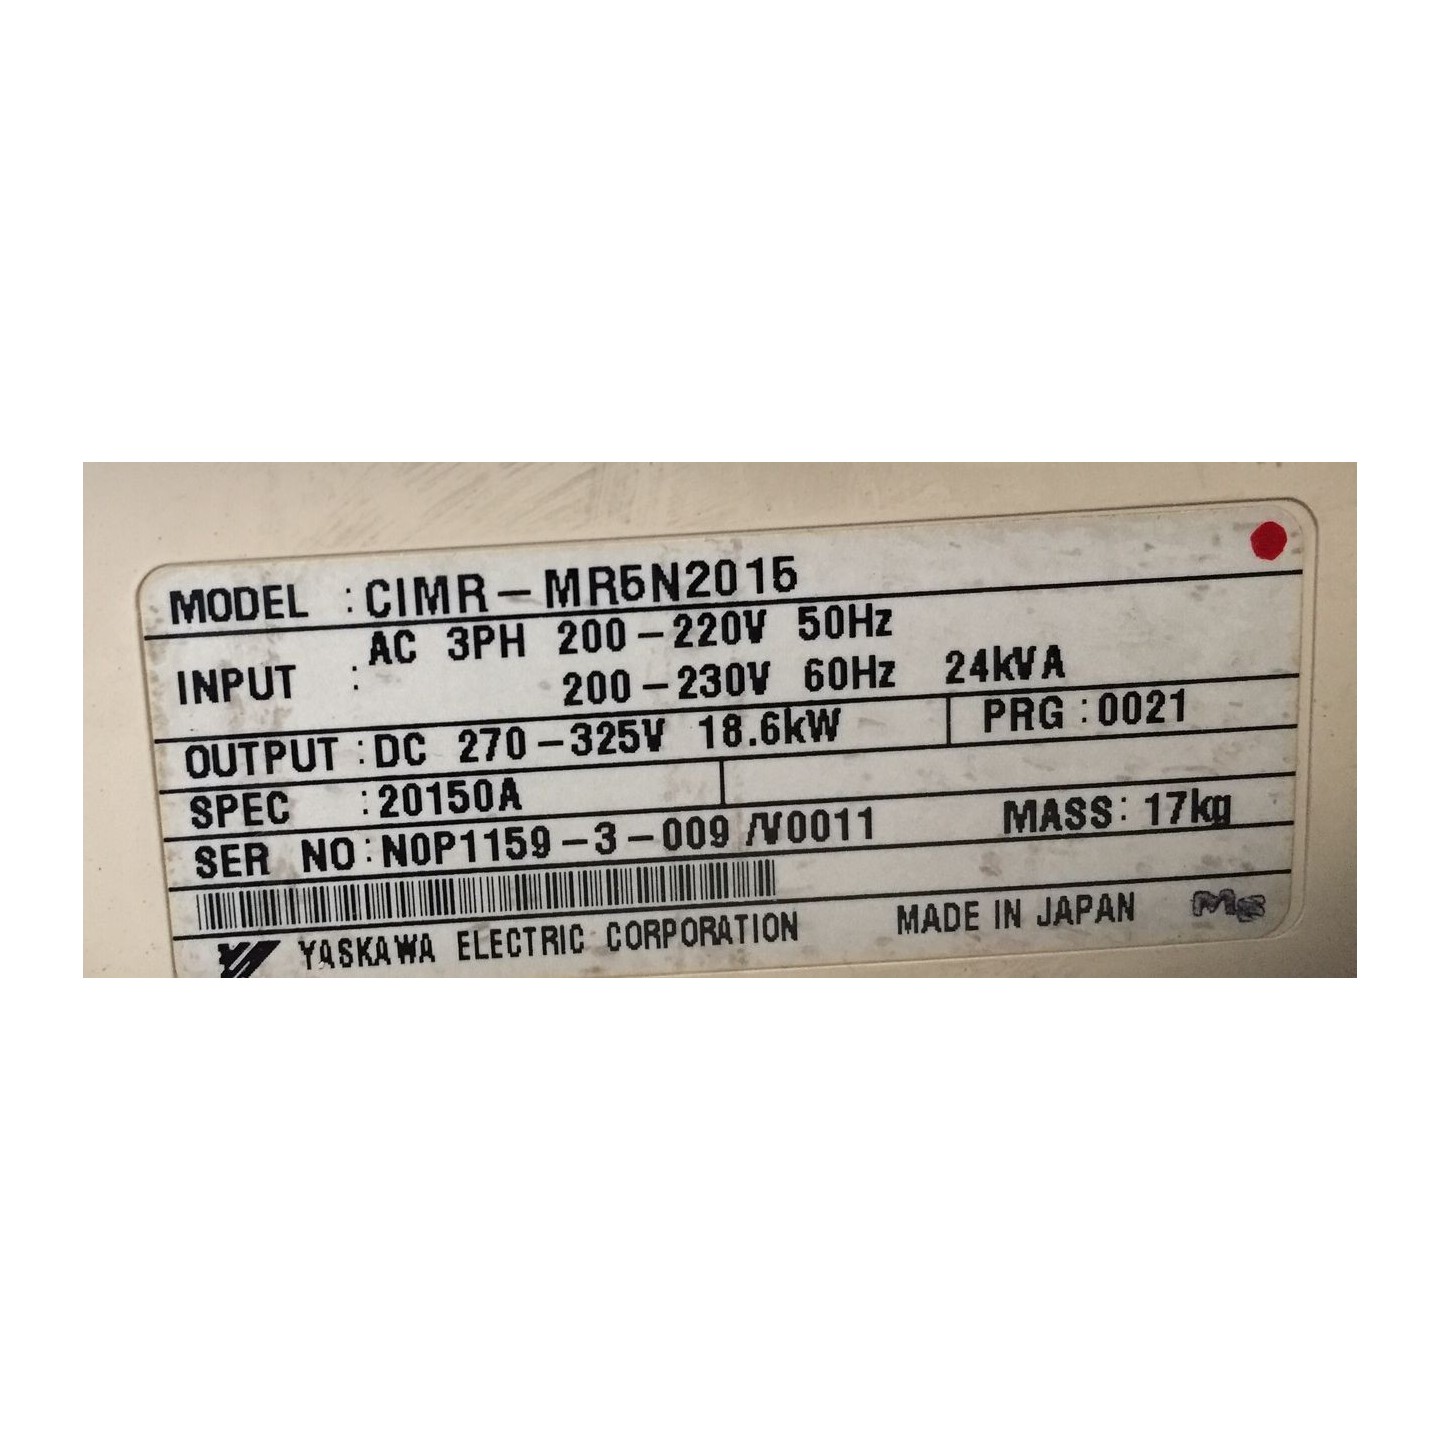 MODEL : CIMR-MR5N2015
INPUT : AC 3PH 200-220V 50Hz
200-230V 60Hz 24kVA
OUTPUT : DC 270-325V 18.6kW PRG : 0021
SPEC : 20150A
SER NO : N0P1159-3-009 /V0011 MASS : 17kg
YASKAWA ELECTRIC CORPORATION MADE IN JAPAN